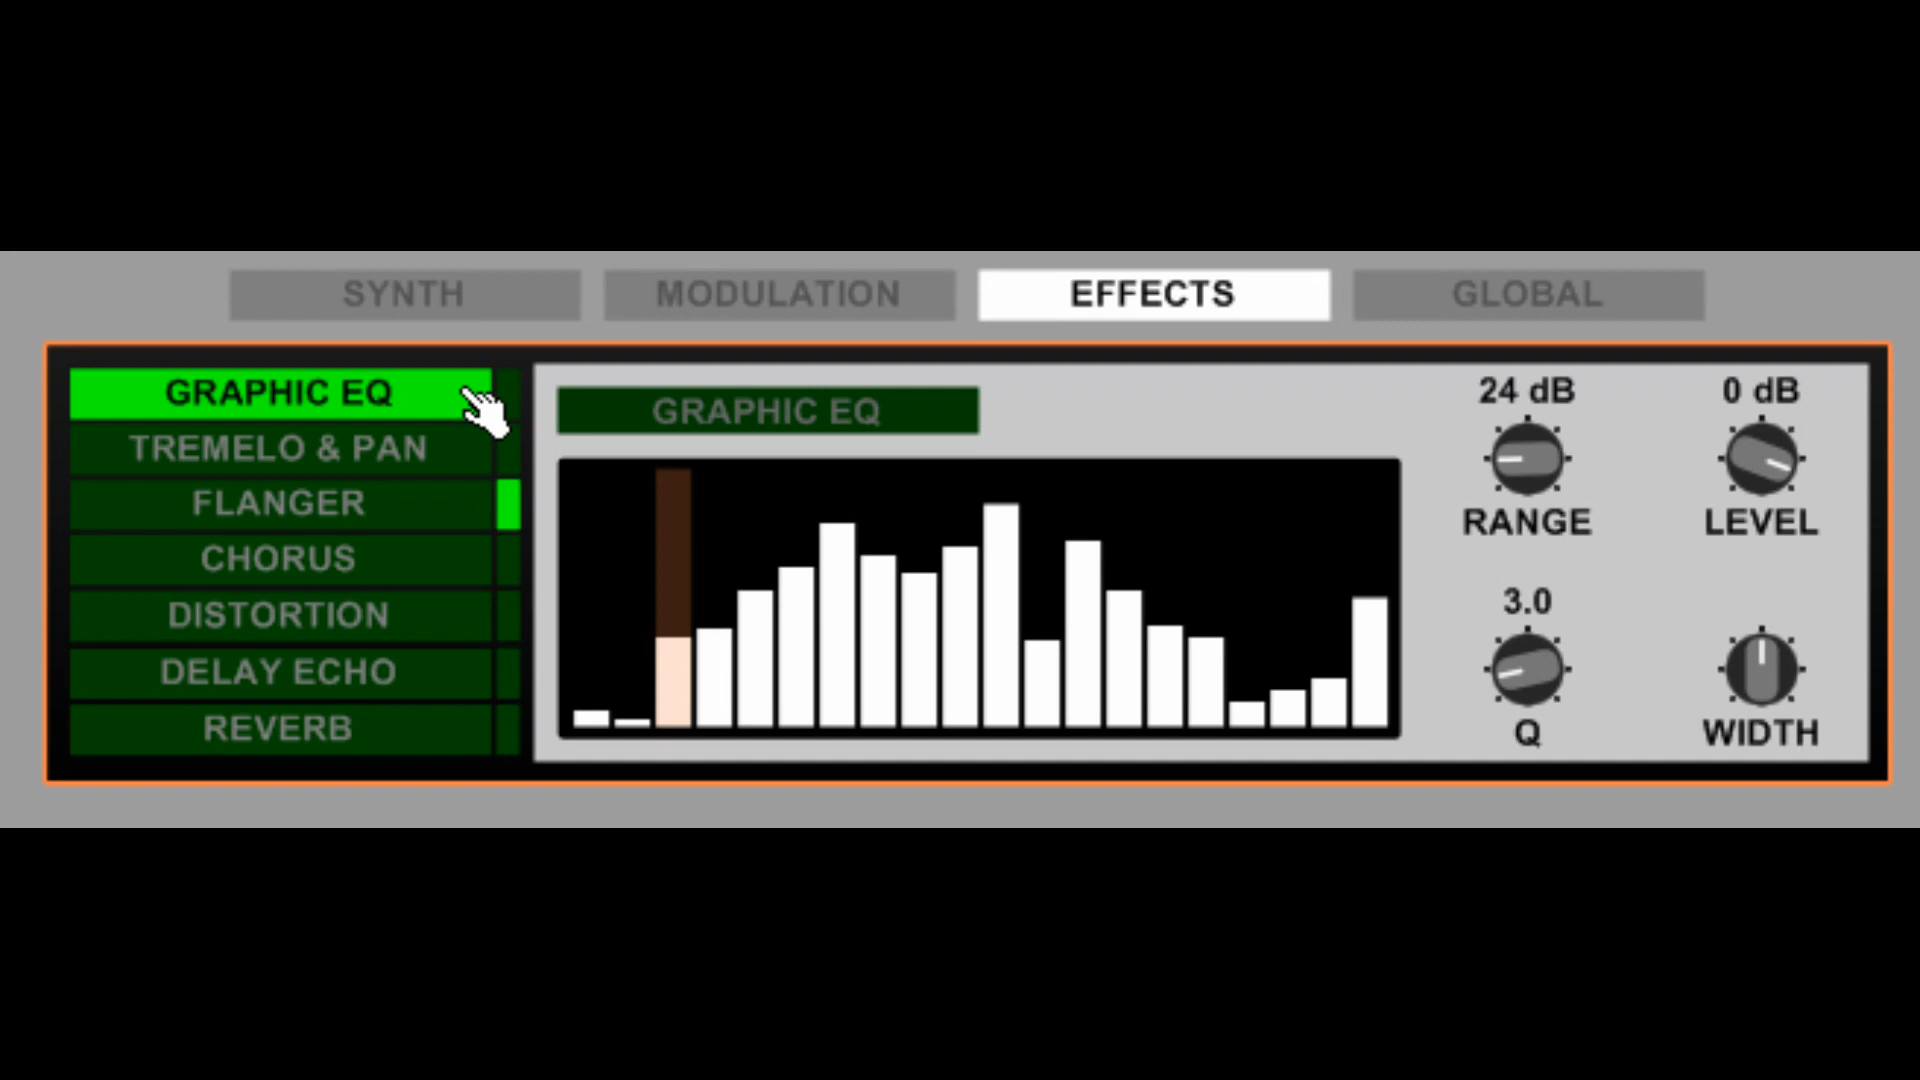 SYNTH
MODULATION
EFFECTS
GLOBAL
GRAPHIC EQ
TREMELO & PAN
FLANGER
CHORUS
DISTORTION
DELAY ECHO
REVERB
GRAPHIC EQ
24 dB
RANGE
0 dB
LEVEL
3.0
Q
WIDTH